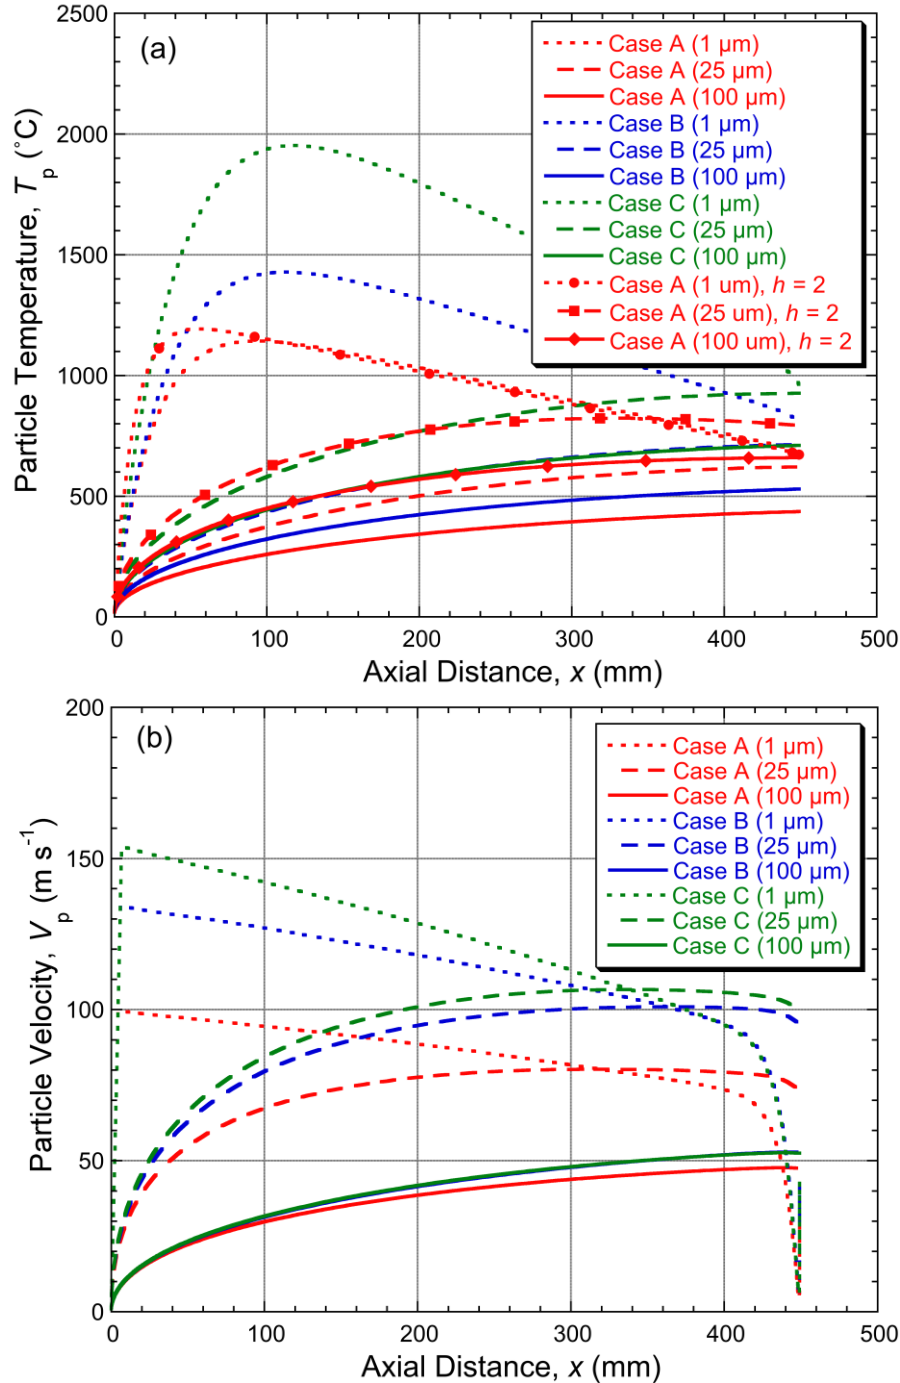 (a)
2500
2000
1500
1000
500
0
Particle Temperature, Tp (°C)
Case A (1 μm)
Case A (25 μm)
Case A (100 μm)
Case B (1 μm)
Case B (25 μm)
Case B (100 μm)
Case C (1 μm)
Case C (25 μm)
Case C (100 μm)
Case A (1 um), h = 2
Case A (25 um), h = 2
Case A (100 um), h = 2
0 100 200 300 400 500
Axial Distance, x (mm)
(b)
200
150
100
50
0
Particle Velocity, Vp (m s⁻¹)
Case A (1 μm)
Case A (25 μm)
Case A (100 μm)
Case B (1 μm)
Case B (25 μm)
Case B (100 μm)
Case C (1 μm)
Case C (25 μm)
Case C (100 μm)
0 100 200 300 400 500
Axial Distance, x (mm)